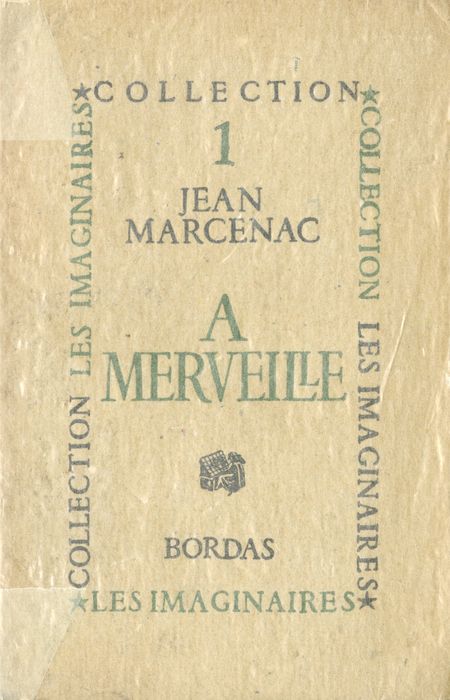 ★COLLECTION★
1
JEAN
MARCENAC
A
MERVEILLE
BORDAS
★LES IMAGINAIRES★
COLLECTION LES IMAGINAIRES
COLLECTION LES IMAGINAIRES